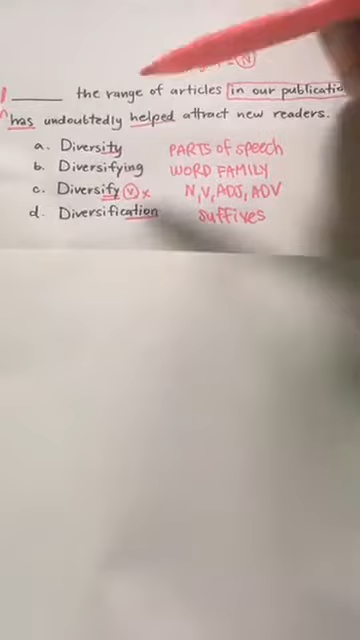 ______ the range of articles in our publicatio
has undoubtedly helped attract new readers.
a. Diversity
b. Diversifying
c. Diversify V x
d. Diversification
PARTS of speech
WORD FAMILY
N, V, ADJ, ADV
suffixes